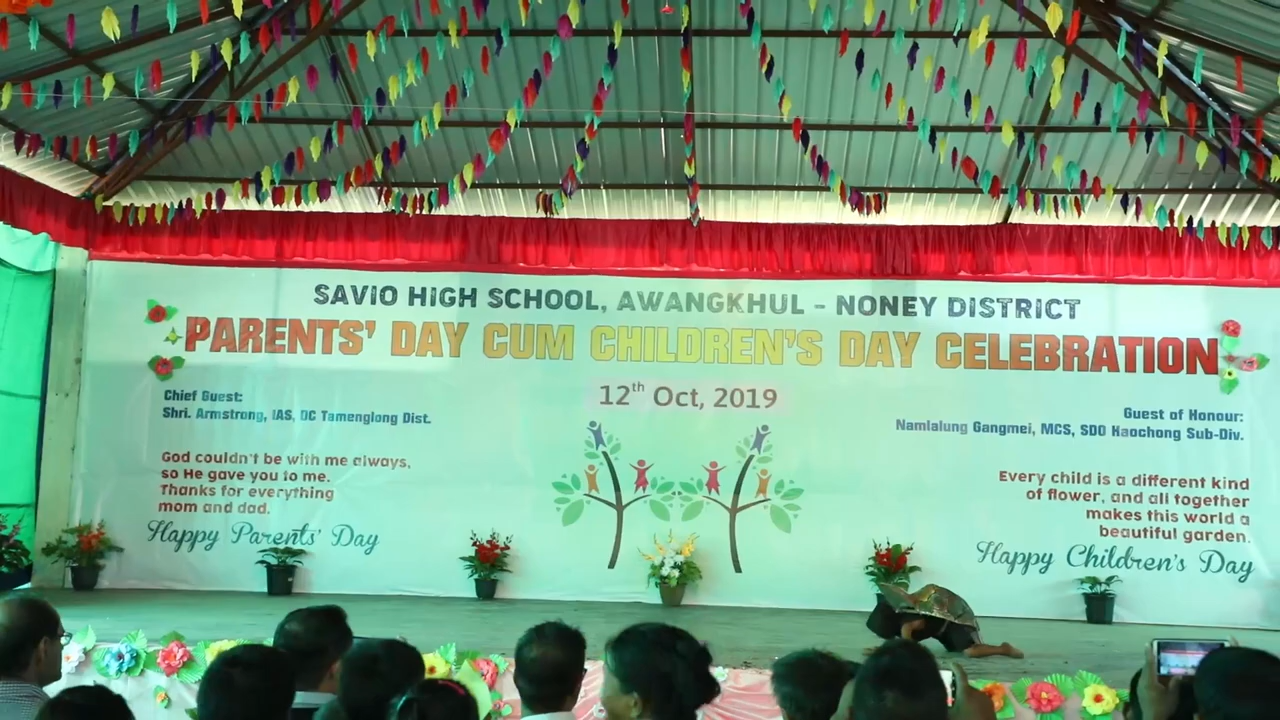 SAVIO HIGH SCHOOL, AWANGKHUL - NONEY DISTRICT
PARENTS' DAY CUM CHILDREN'S DAY CELEBRATION
12th Oct, 2019
Chief Guest:
Shri. Armstrong, IAS, DC Tamenglong Dist.
God couldn't be with me always,
so He gave you to me.
Thanks for everything
mom and dad.
Happy Parents' Day
Guest of Honour:
Namlalung Gangmei, MCS, SDO Haochong Sub-Div.
Every child is a different kind
of flower, and all together
makes this world a
beautiful garden.
Happy Children's Day